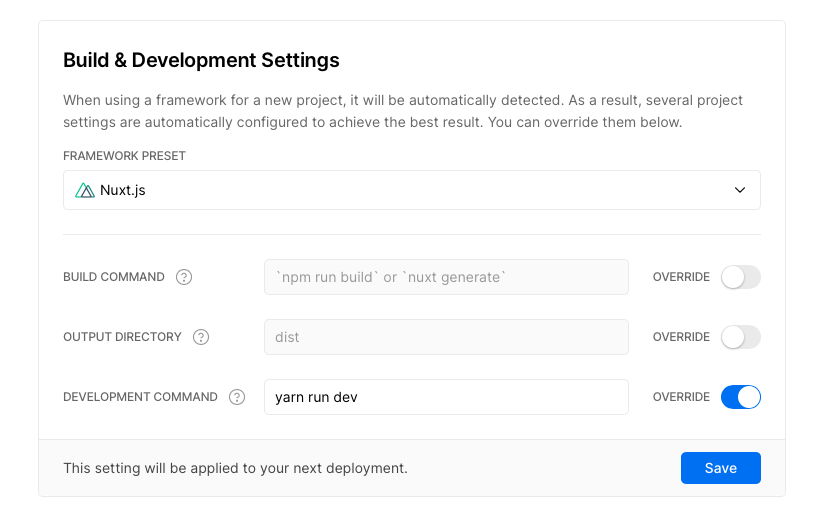 Build & Development Settings
When using a framework for a new project, it will be automatically detected. As a result, several project
settings are automatically configured to achieve the best result. You can override them below.
FRAMEWORK PRESET
Nuxt.js
BUILD COMMAND ? `npm run build` or `nuxt generate` OVERRIDE
OUTPUT DIRECTORY ? dist OVERRIDE
DEVELOPMENT COMMAND ? yarn run dev OVERRIDE
This setting will be applied to your next deployment. Save